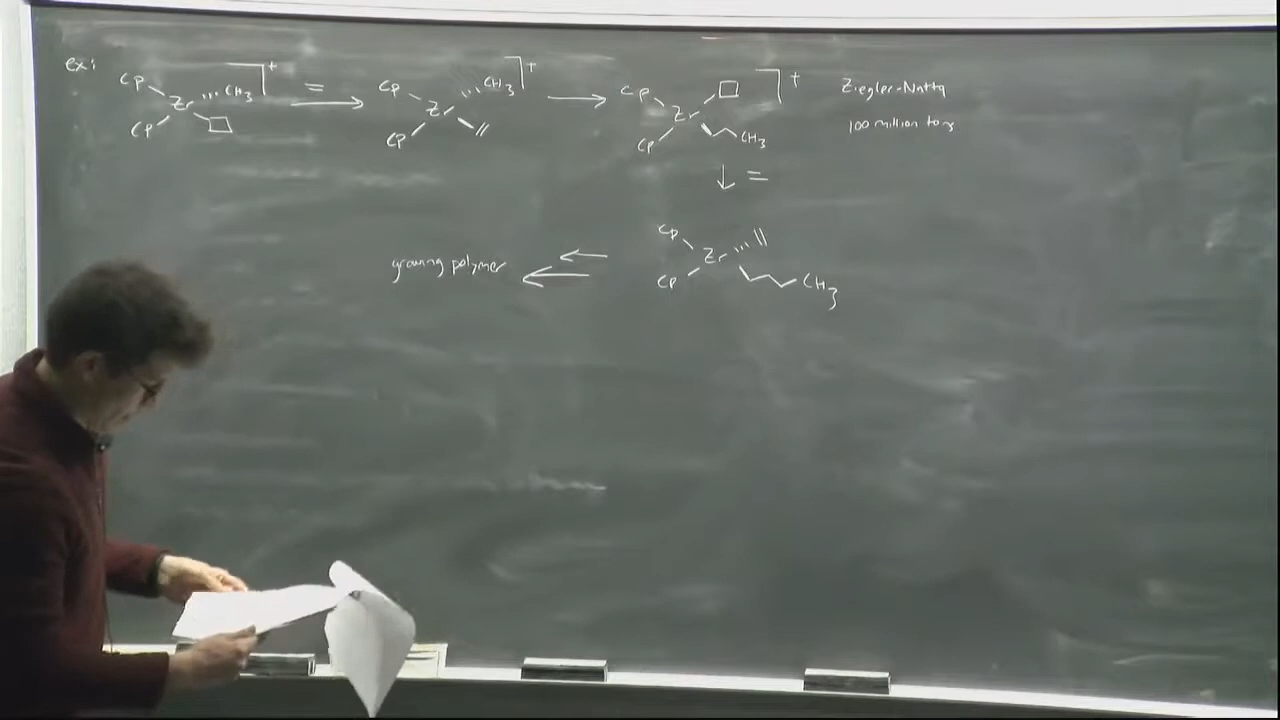 ex:
Cp Zr CH3 Cp +
=
Cp Zr CH3 Cp +
Cp Zr CH3 Cp +
Ziegler-Natta
100 million tons
=
Cp Zr CH3 Cp
growing polymer